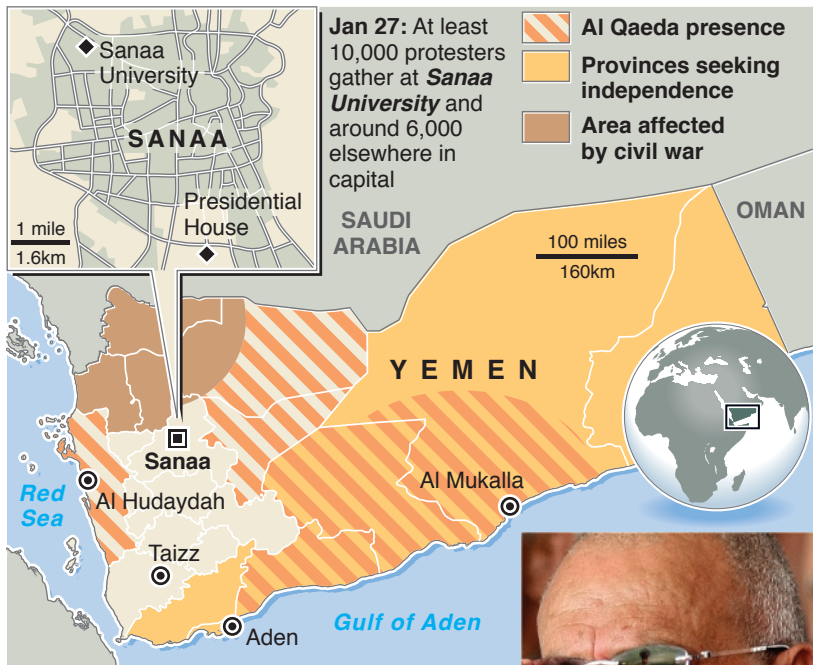 Sanaa
University
SANAA
Presidential
House
1 mile
1.6km
Jan 27: At least
10,000 protesters
gather at Sanaa
University and
around 6,000
elsewhere in
capital
Al Qaeda presence
Provinces seeking
independence
Area affected
by civil war
SAUDI
ARABIA
OMAN
100 miles
160km
YEMEN
Sanaa
Red
Sea
Al Hudaydah
Al Mukalla
Taizz
Aden
Gulf of Aden